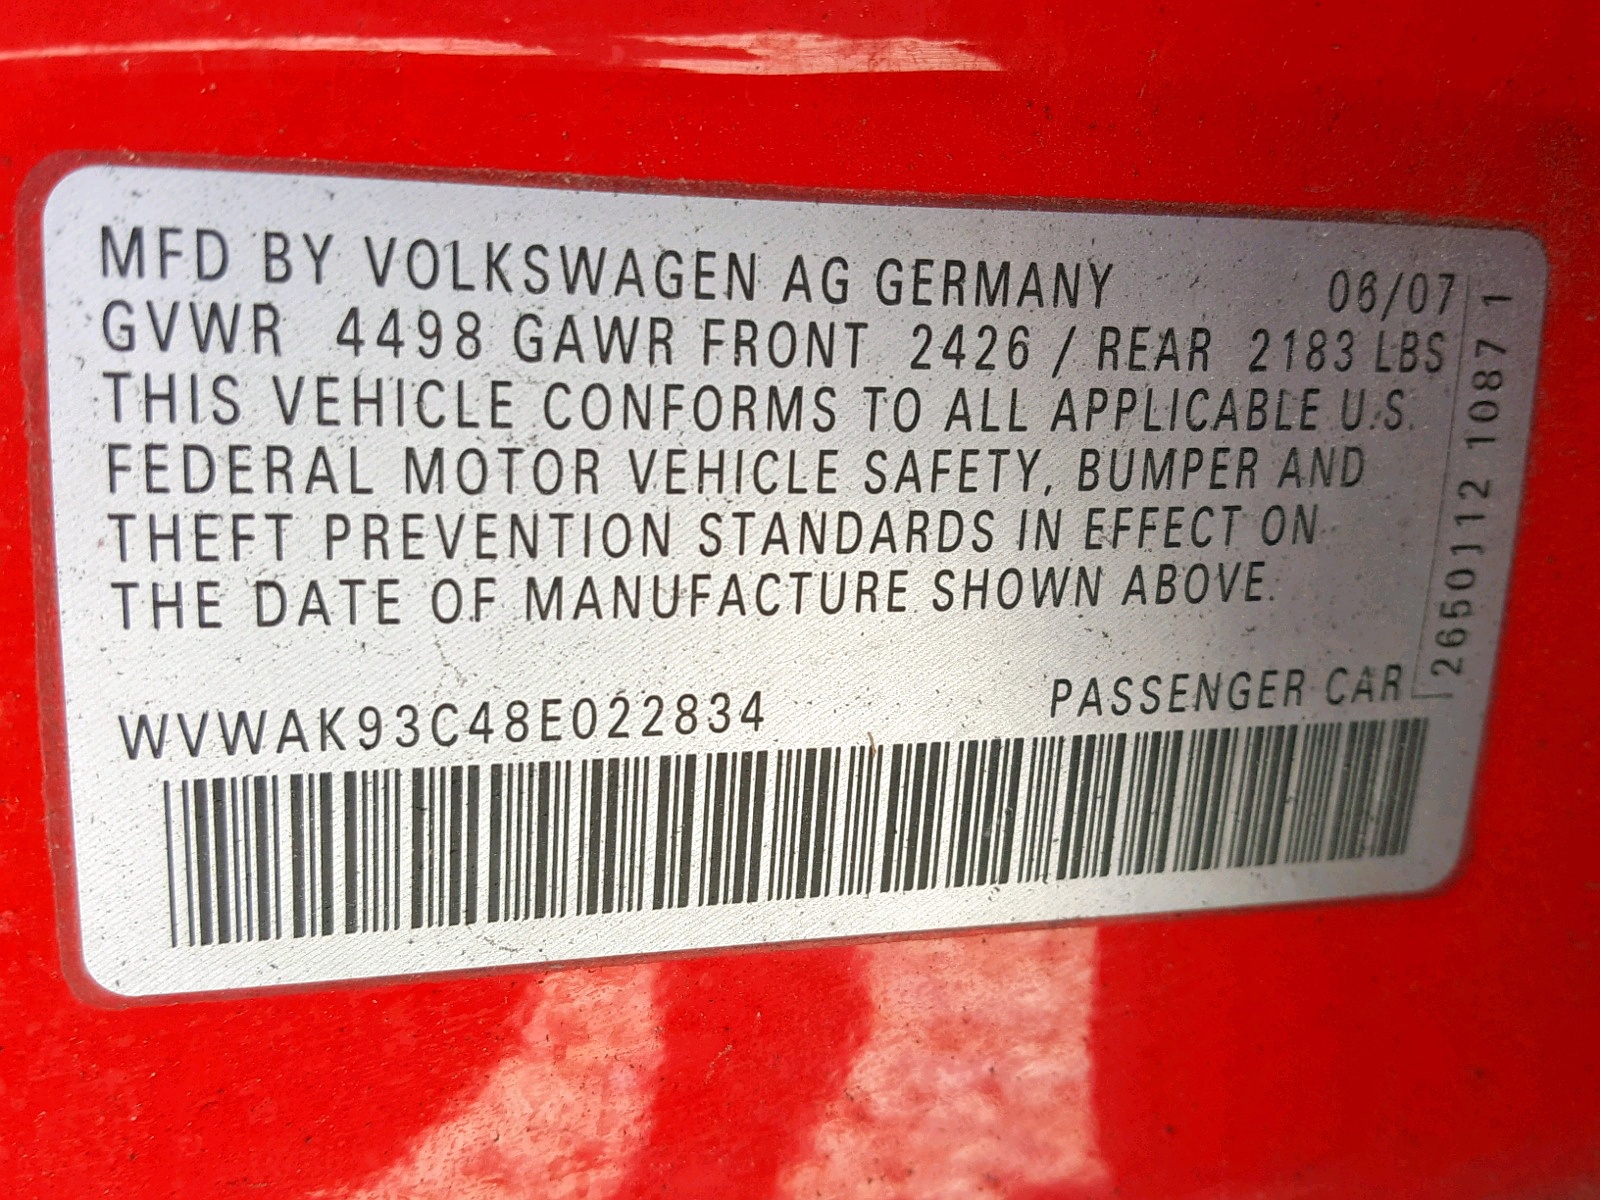 MFD BY VOLKSWAGEN AG GERMANY 06/07
GVWR 4498 GAWR FRONT 2426 / REAR 2183 LBS
THIS VEHICLE CONFORMS TO ALL APPLICABLE U.S.
FEDERAL MOTOR VEHICLE SAFETY, BUMPER AND
THEFT PREVENTION STANDARDS IN EFFECT ON
THE DATE OF MANUFACTURE SHOWN ABOVE.
WVWAK93C48E022834 PASSENGER CAR
2650]12 1087 1